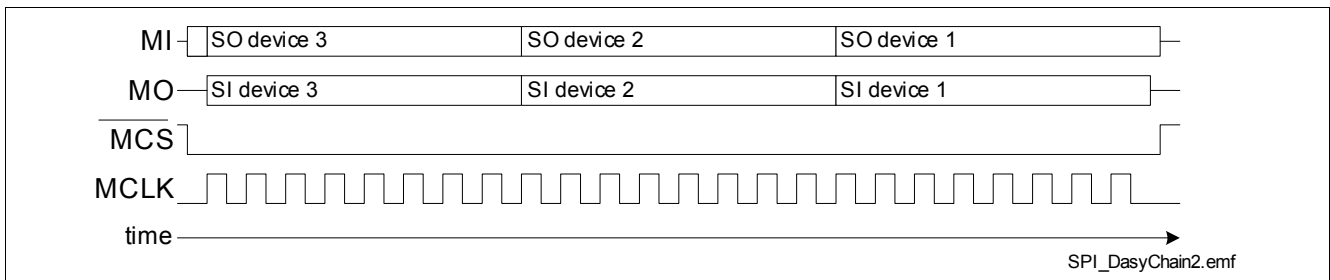 MI SO device 3 SO device 2 SO device 1
MO SI device 3 SI device 2 SI device 1
MCS
MCLK
time
SPI_DasyChain2.emf